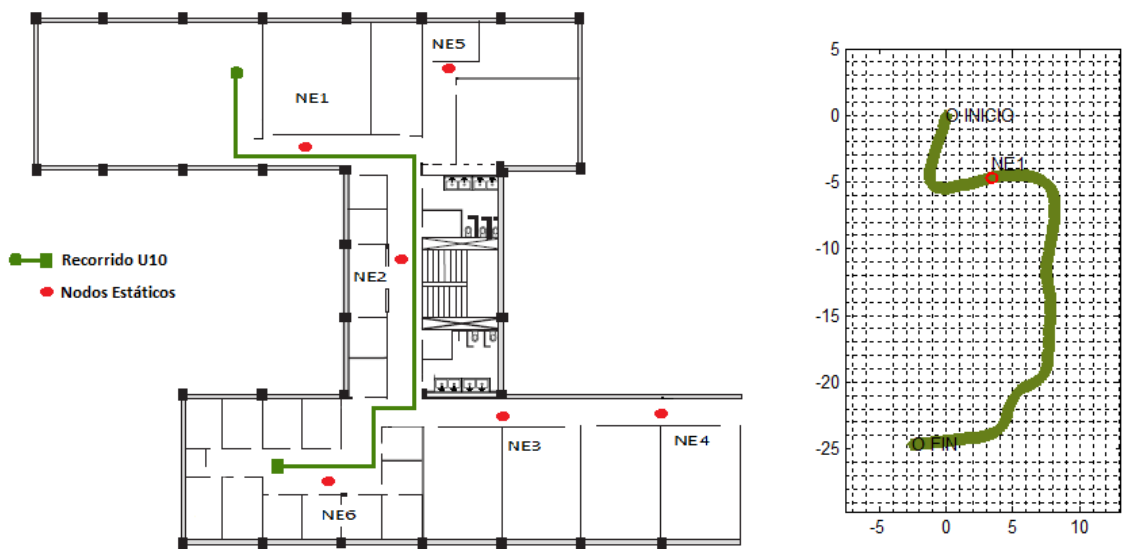 NE5
NE1
NE2
Recorrido U10
Nodos Estáticos
NE3
NE4
NE6
5
0
-5
-10
-15
-20
-25
O INICIO
NE1
O FIN
-5
0
5
10